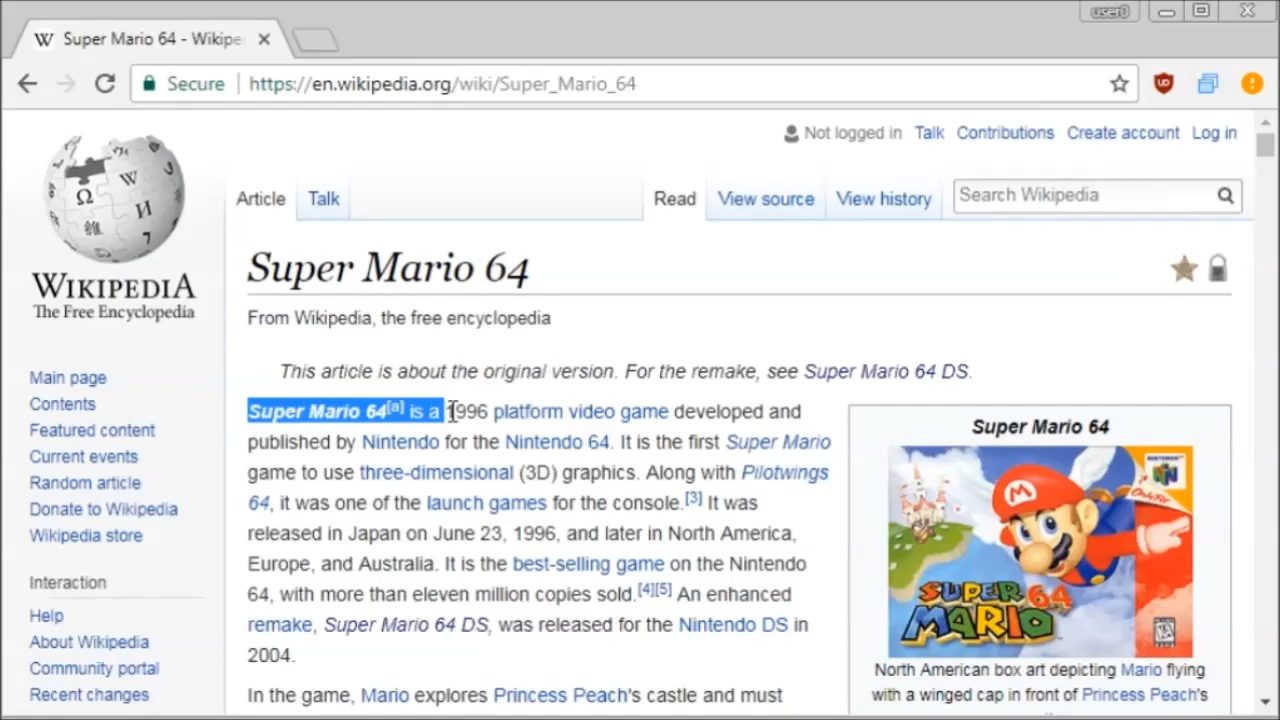 user0
Super Mario 64 - Wikipe
Secure https://en.wikipedia.org/wiki/Super_Mario_64
Not logged in Talk Contributions Create account Log in
Article Talk Read View source View history Search Wikipedia
WIKIPEDIA
The Free Encyclopedia
Main page
Contents
Featured content
Current events
Random article
Donate to Wikipedia
Wikipedia store
Interaction
Help
About Wikipedia
Community portal
Recent changes
Super Mario 64
From Wikipedia, the free encyclopedia
This article is about the original version. For the remake, see Super Mario 64 DS.
Super Mario 64[a] is a 1996 platform video game developed and
published by Nintendo for the Nintendo 64. It is the first Super Mario
game to use three-dimensional (3D) graphics. Along with Pilotwings
64, it was one of the launch games for the console.[3] It was
released in Japan on June 23, 1996, and later in North America,
Europe, and Australia. It is the best-selling game on the Nintendo
64, with more than eleven million copies sold.[4][5] An enhanced
remake, Super Mario 64 DS, was released for the Nintendo DS in
2004.
In the game, Mario explores Princess Peach's castle and must
Super Mario 64
SUPER
MARIO 64
North American box art depicting Mario flying
with a winged cap in front of Princess Peach's